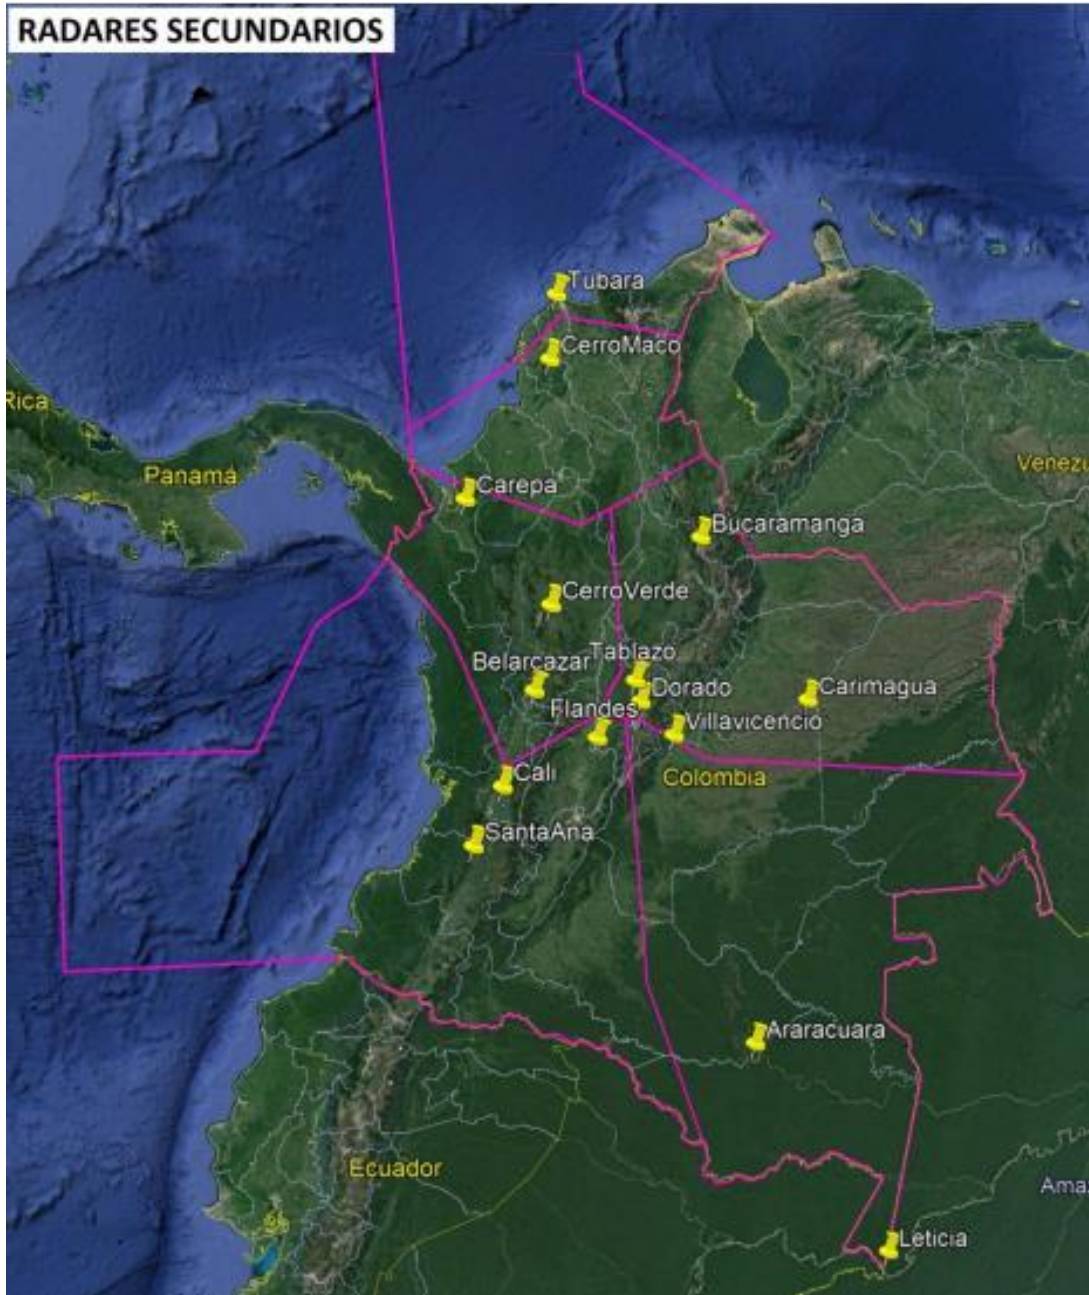 RADARES SECUNDARIOS
Tubara
CerroMaco
Rica
Panamá
Carepa
Venezu
Bucaramanga
CerroVerde
Tablazo
Belarcazar
Dorado
Carimagua
Flandes
Villavicencio
Cali
Colombia
SantaAna
Araracuara
Ecuador
Ama
Leticia